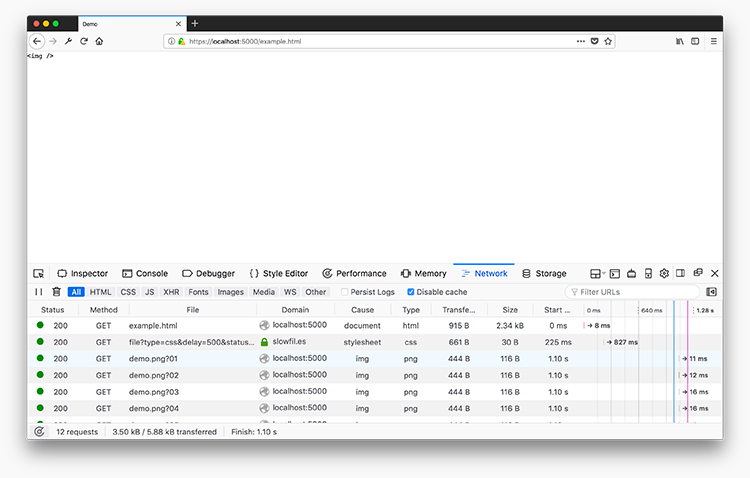 Demo
https://localhost:5000/example.html
<img />
Inspector Console Debugger Style Editor Performance Memory Network Storage
All HTML CSS JS XHR Fonts Images Media WS Other Persist Logs Disable cache Filter URLs
Status Method File Domain Cause Type Transfe... Size Start ... 0 ms 640 ms 1.28 s
200 GET example.html localhost:5000 document html 915 B 2.34 kB 0 ms → 8 ms
200 GET file?type=css&delay=500&status... slowfil.es stylesheet css 661 B 30 B 225 ms → 827 ms
200 GET demo.png?01 localhost:5000 img png 444 B 116 B 1.10 s → 11 ms
200 GET demo.png?02 localhost:5000 img png 444 B 116 B 1.10 s → 12 ms
200 GET demo.png?03 localhost:5000 img png 444 B 116 B 1.10 s → 16 ms
200 GET demo.png?04 localhost:5000 img png 444 B 116 B 1.10 s → 16 ms
12 requests 3.50 kB / 5.88 kB transferred Finish: 1.10 s